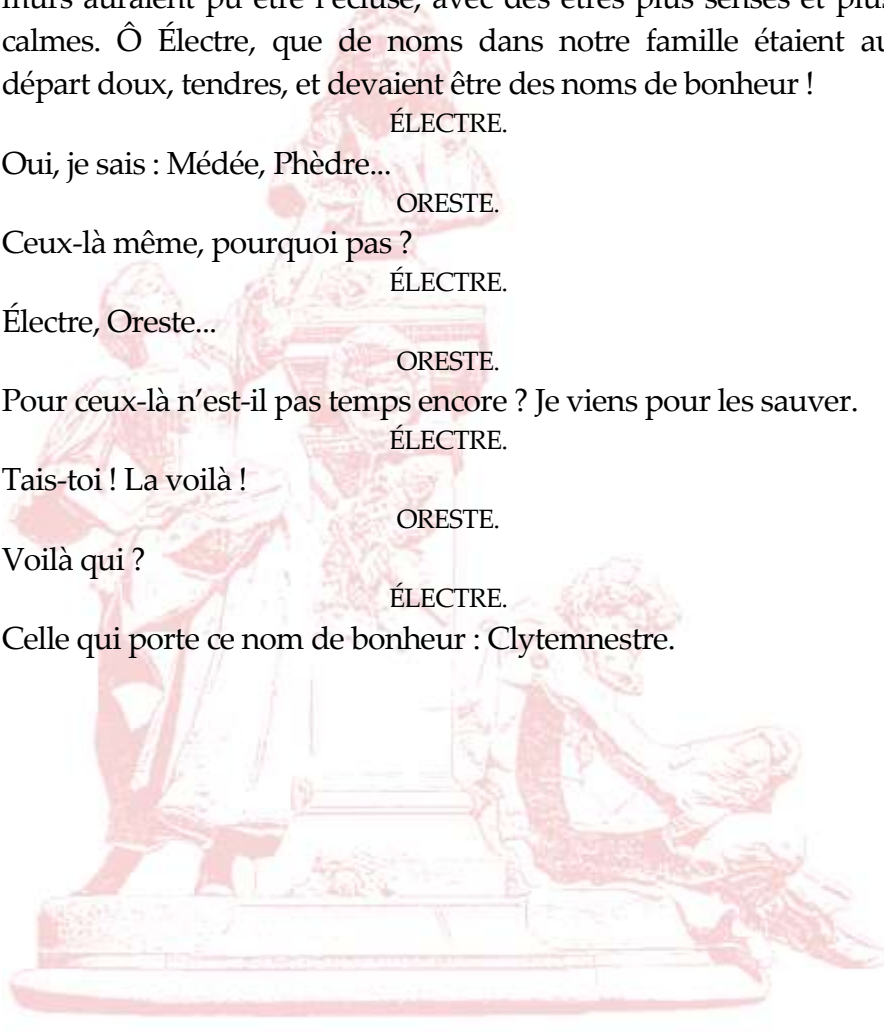 murs auraient pu être l'écluse, avec des êtres plus sensés et plus
calmes. Ô Électre, que de noms dans notre famille étaient au
départ doux, tendres, et devaient être des noms de bonheur !
ÉLECTRE.
Oui, je sais : Médée, Phèdre...
ORESTE.
Ceux-là même, pourquoi pas ?
ÉLECTRE.
Électre, Oreste...
ORESTE.
Pour ceux-là n’est-il pas temps encore ? Je viens pour les sauver.
ÉLECTRE.
Tais-toi ! La voilà !
ORESTE.
Voilà qui ?
ÉLECTRE.
Celle qui porte ce nom de bonheur : Clytemnestre.